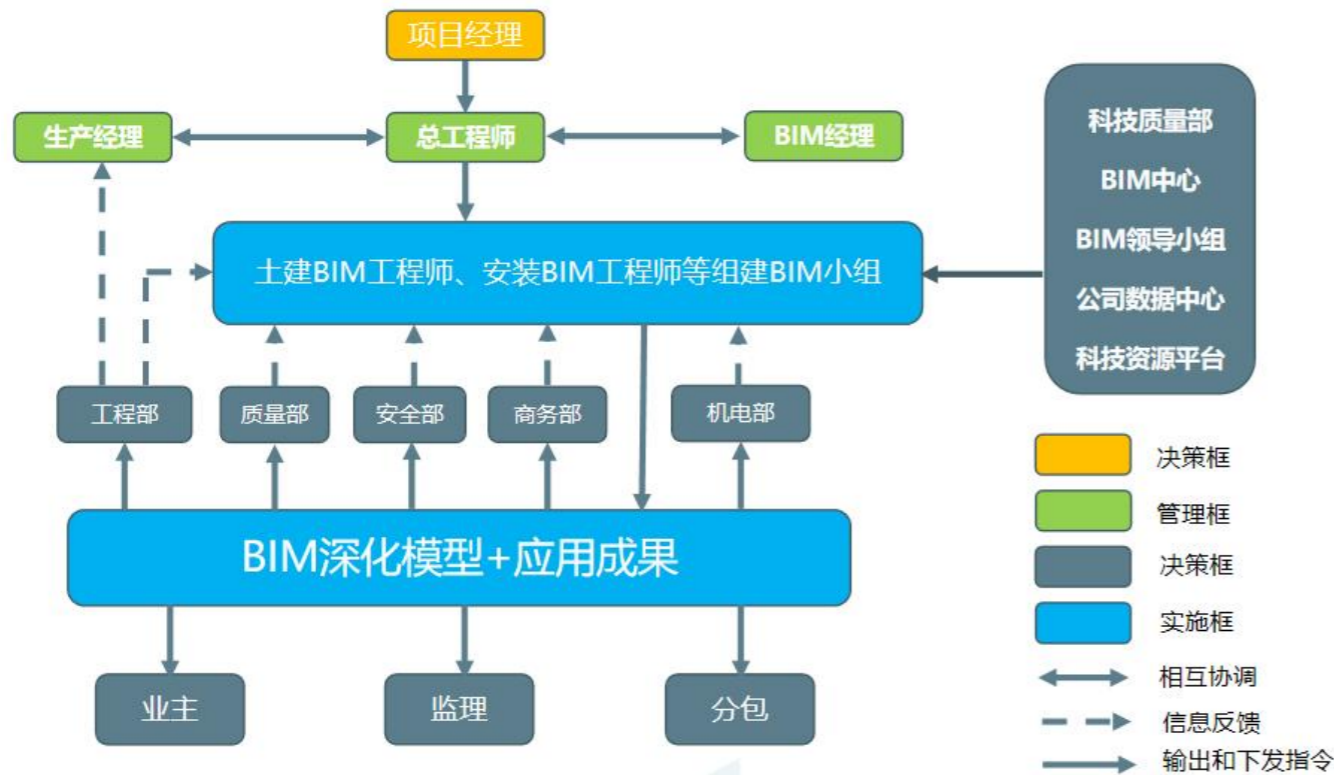 项目经理
生产经理
总工程师
BIM经理
土建BIM工程师、安装BIM工程师等组建BIM小组
科技质量部
BIM中心
BIM领导小组
公司数据中心
科技资源平台
工程部
质量部
安全部
商务部
机电部
BIM深化模型+应用成果
业主
监理
分包
决策框
管理框
决策框
实施框
相互协调
信息反馈
输出和下发指令